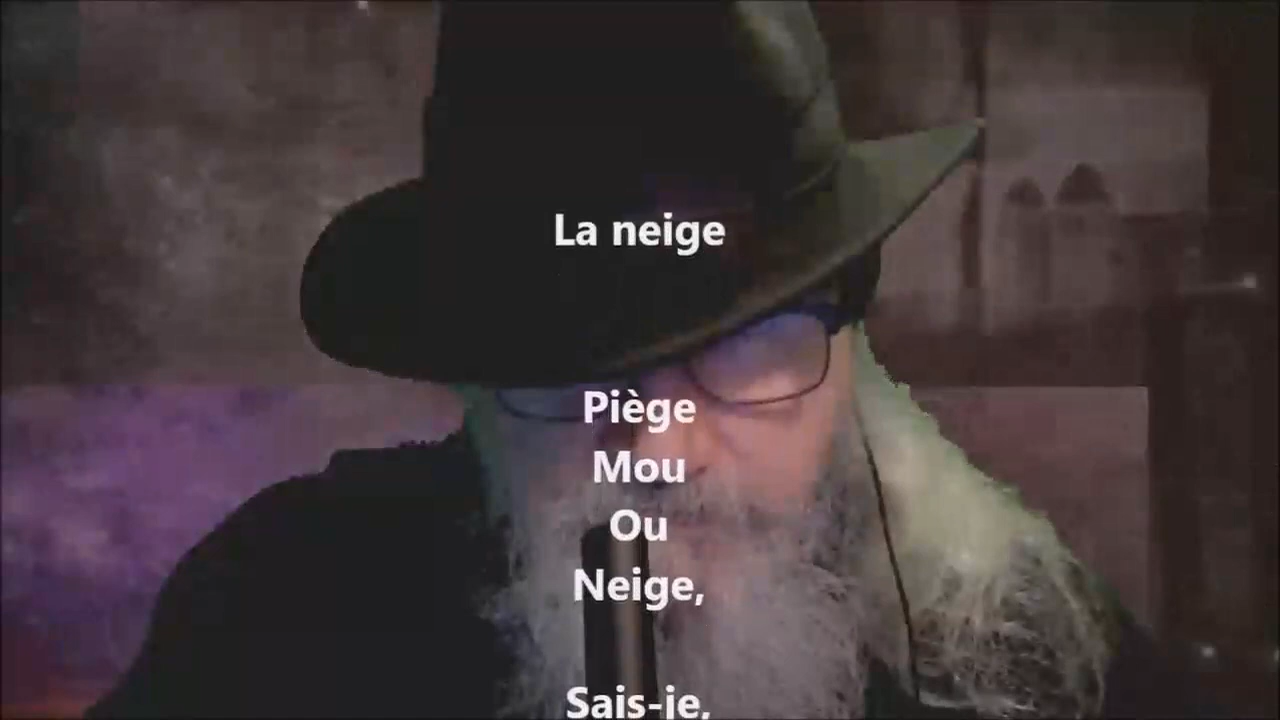 La neige
Piège
Mou
Ou
Neige,
Sais-je,